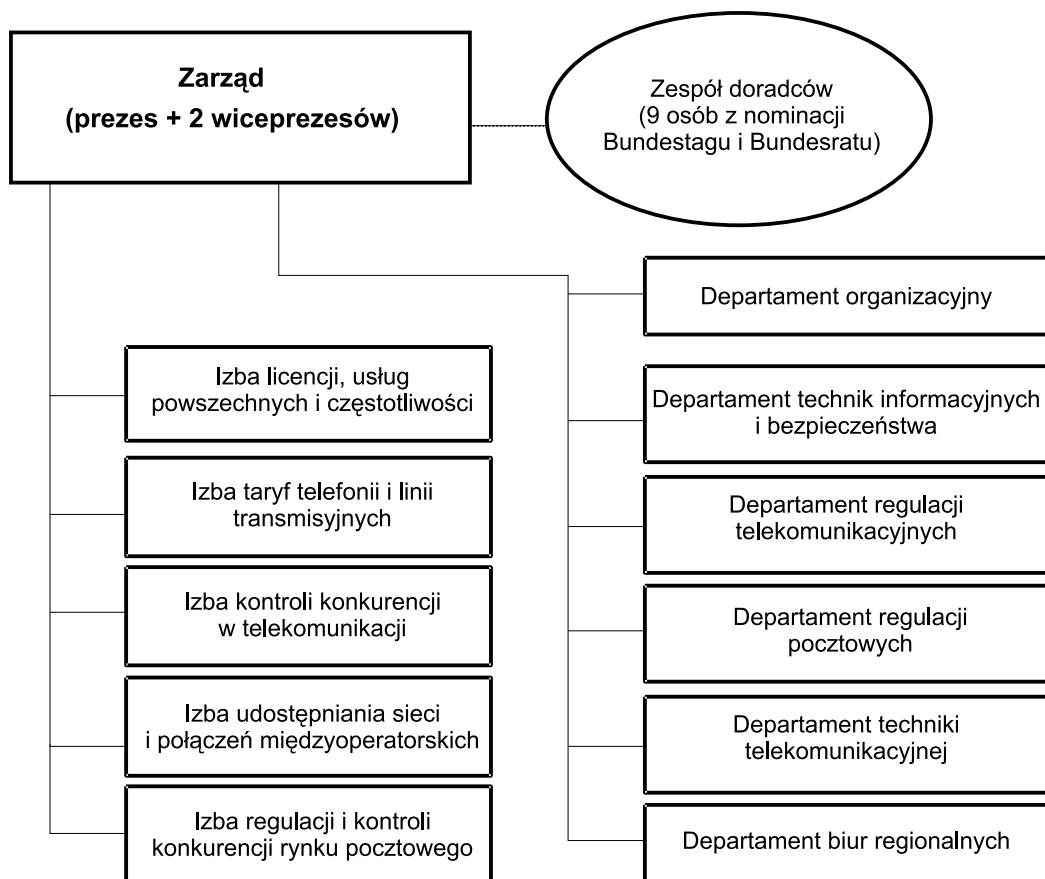 Zarząd
(prezes + 2 wiceprezesów)
Zespół doradców
(9 osób z nominacji
Bundestagu i Bundesratu)
Izba licencji, usług
powszechnych i częstotliwości
Izba taryf telefonii i linii
transmisyjnych
Izba kontroli konkurencji
w telekomunikacji
Izba udostępniania sieci
i połączeń międzyoperatorskich
Izba regulacji i kontroli
konkurencji rynku pocztowego
Departament organizacyjny
Departament technik informacyjnych
i bezpieczeństwa
Departament regulacji
telekomunikacyjnych
Departament regulacji
pocztowych
Departament techniki
telekomunikacyjnej
Departament biur regionalnych